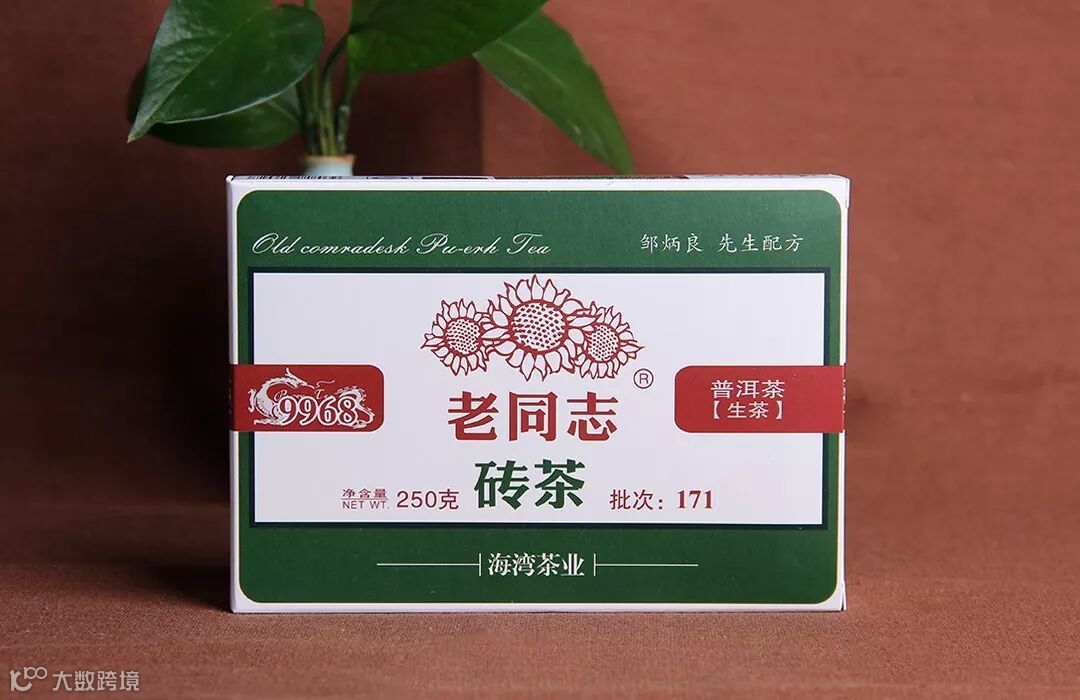 Old comradesk Pu-erh Tea
邹炳良 先生配方
®
9968
老同志
普洱茶
【生茶】
净含量
NET WT.
250克
砖茶
批次：171
海湾茶业
大数跨境